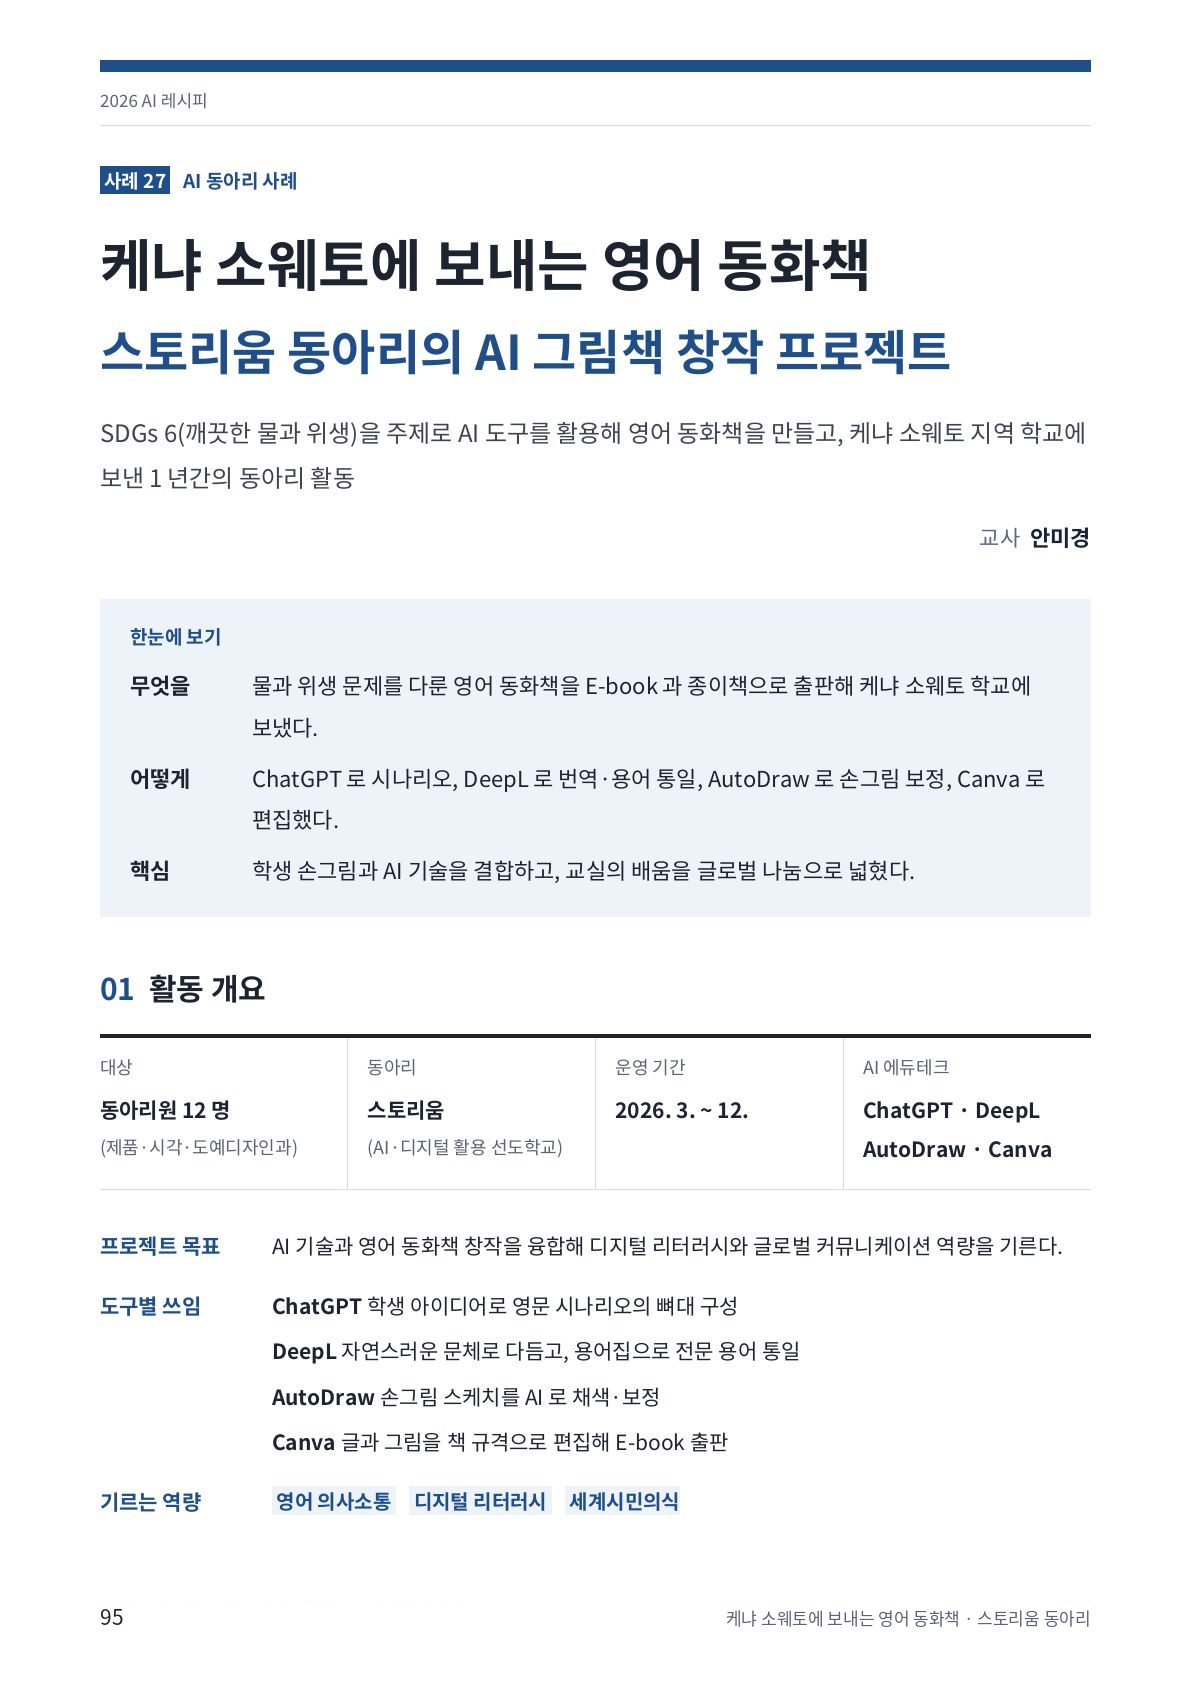 2026 AI 레시피
사례 27 AI 동아리 사례
케냐 소웨토에 보내는 영어 동화책
스토리움 동아리의 AI 그림책 창작 프로젝트
SDGs 6(깨끗한 물과 위생)을 주제로 AI 도구를 활용해 영어 동화책을 만들고, 케냐 소웨토 지역 학교에
보낸 1 년간의 동아리 활동
교사 안미경
한눈에 보기
무엇을 물과 위생 문제를 다룬 영어 동화책을 E-book 과 종이책으로 출판해 케냐 소웨토 학교에
보냈다.
어떻게 ChatGPT 로 시나리오, DeepL 로 번역·용어 통일, AutoDraw 로 손그림 보정, Canva 로
편집했다.
핵심 학생 손그림과 AI 기술을 결합하고, 교실의 배움을 글로벌 나눔으로 넓혔다.
01 활동 개요
대상
동아리원 12 명
(제품·시각·도예디자인과)
동아리
스토리움
(AI·디지털 활용 선도학교)
운영 기간
2026. 3. ~ 12.
AI 에듀테크
ChatGPT · DeepL
AutoDraw · Canva
프로젝트 목표 AI 기술과 영어 동화책 창작을 융합해 디지털 리터러시와 글로벌 커뮤니케이션 역량을 기른다.
도구별 쓰임 ChatGPT 학생 아이디어로 영문 시나리오의 뼈대 구성
DeepL 자연스러운 문체로 다듬고, 용어집으로 전문 용어 통일
AutoDraw 손그림 스케치를 AI 로 채색·보정
Canva 글과 그림을 책 규격으로 편집해 E-book 출판
기르는 역량 영어 의사소통 디지털 리터러시 세계시민의식
95
케냐 소웨토에 보내는 영어 동화책 · 스토리움 동아리